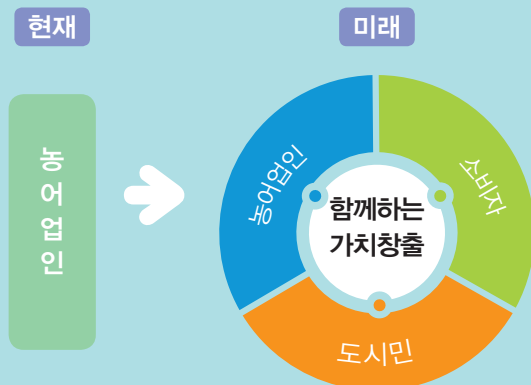 현재
미래
농어업인
농어업인
소비자
함께하는
가치창출
도시민